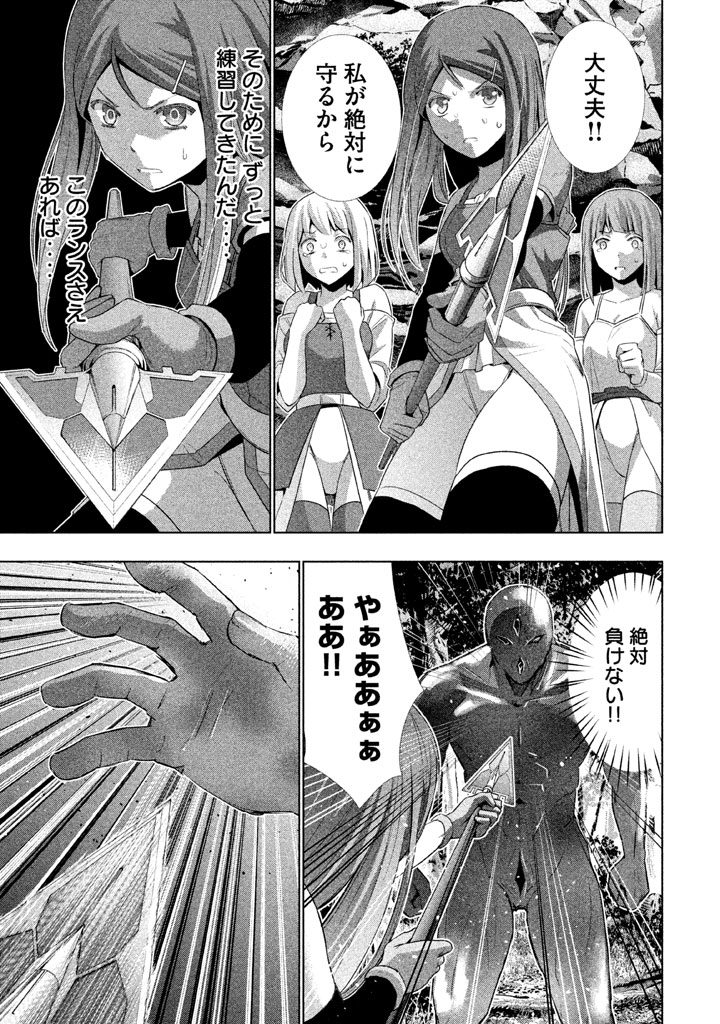 大丈夫!!
私が絶対に
守るから
そのためにずっと
練習してきたんだ‥‥
このランスさえ
あれば‥‥
絶対
負けない!!
やぁああぁぁ
ああ!!